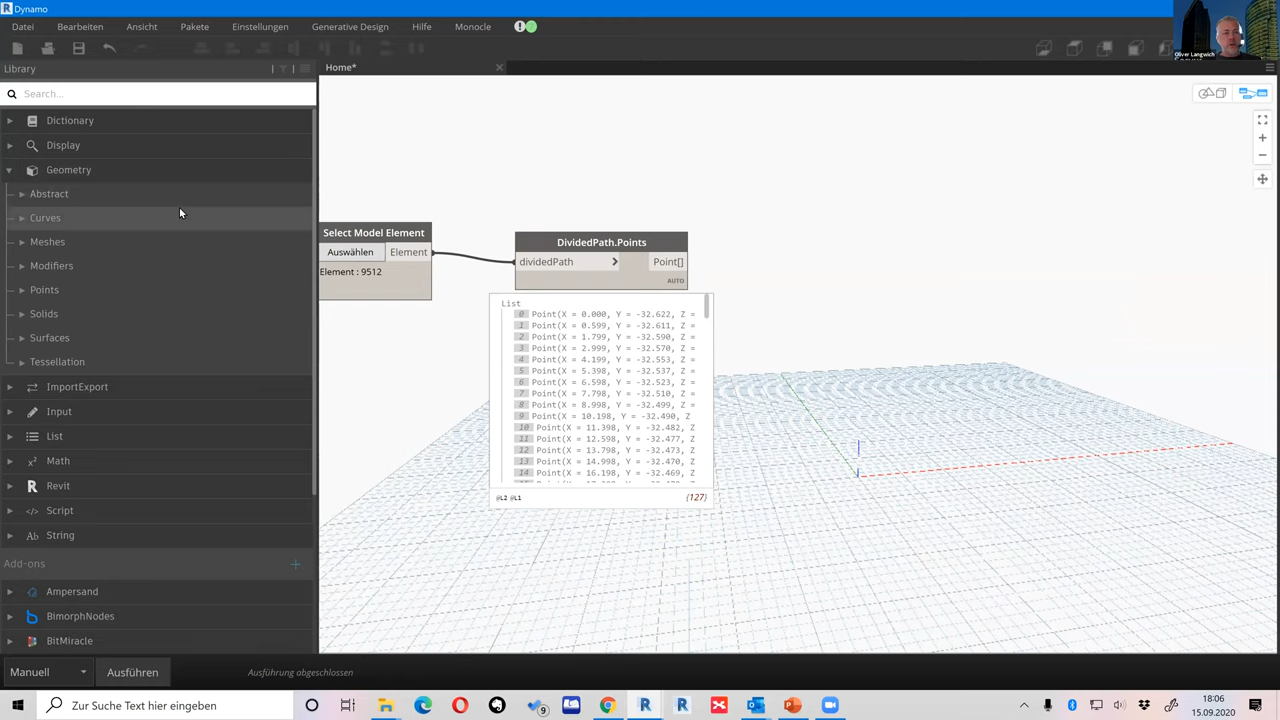 Dynamo
Datei Bearbeiten Ansicht Pakete Einstellungen Generative Design Hilfe Monocle
Oliver Langwich
Library
Home*
Search...
Dictionary
Display
Geometry
Abstract
Curves
Meshes
Modifiers
Points
Solids
Surfaces
Tessellation
ImportExport
Input
List
Math
Revit
Script
String
Add-ons
Ampersand
BimorphNodes
BitMiracle
Select Model Element
Auswählen Element
Element : 9512
DividedPath.Points
dividedPath > Point[]
AUTO
List
0 Point(X = 0.000, Y = -32.622, Z =
1 Point(X = 0.599, Y = -32.611, Z =
2 Point(X = 1.799, Y = -32.590, Z =
3 Point(X = 2.999, Y = -32.570, Z =
4 Point(X = 4.199, Y = -32.553, Z =
5 Point(X = 5.398, Y = -32.537, Z =
6 Point(X = 6.598, Y = -32.523, Z =
7 Point(X = 7.798, Y = -32.510, Z =
8 Point(X = 8.998, Y = -32.499, Z =
9 Point(X = 10.198, Y = -32.490, Z
10 Point(X = 11.398, Y = -32.482, Z
11 Point(X = 12.598, Y = -32.477, Z
12 Point(X = 13.798, Y = -32.473, Z
13 Point(X = 14.998, Y = -32.470, Z
14 Point(X = 16.198, Y = -32.469, Z
@L2 @L1 {127}
Manuell Ausführen Ausführung abgeschlossen
Zur Suche Text hier eingeben
9
18:06
15.09.2020